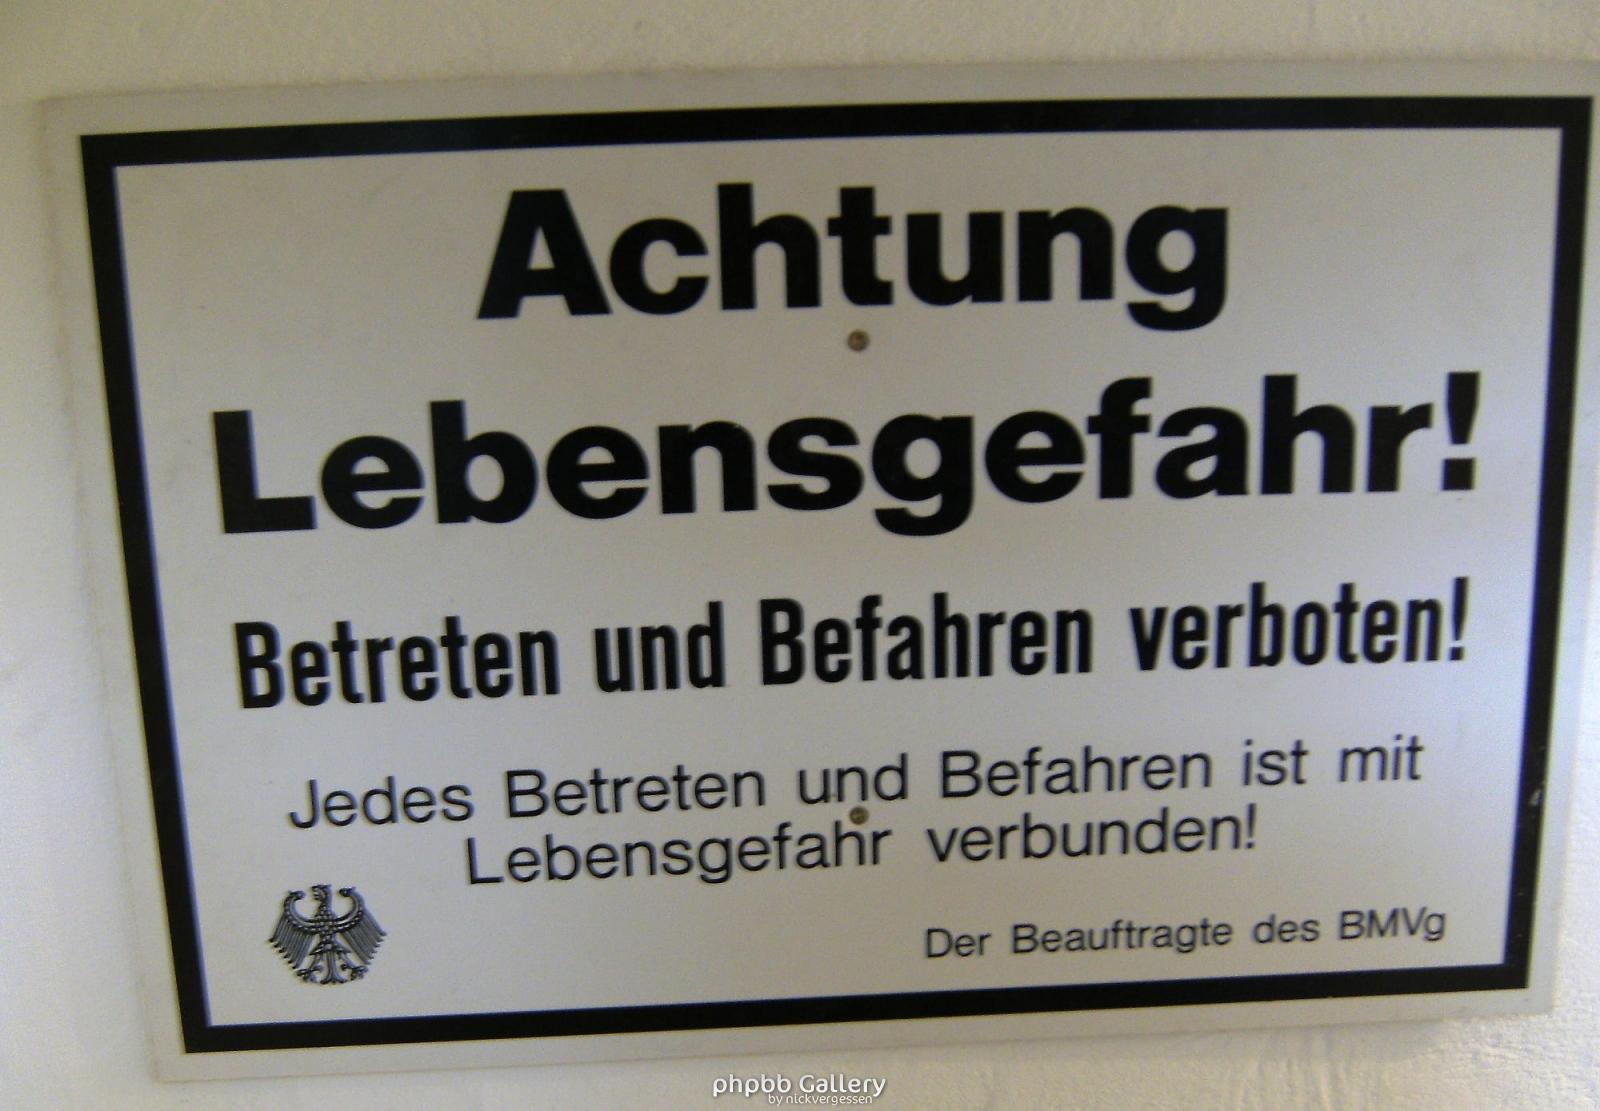 Achtung
Lebensgefahr!
Betreten und Befahren verboten!
Jedes Betreten und Befahren ist mit
Lebensgefahr verbunden!
Der Beauftragte des BMVg
phpbb Gallery
by nickvergessen